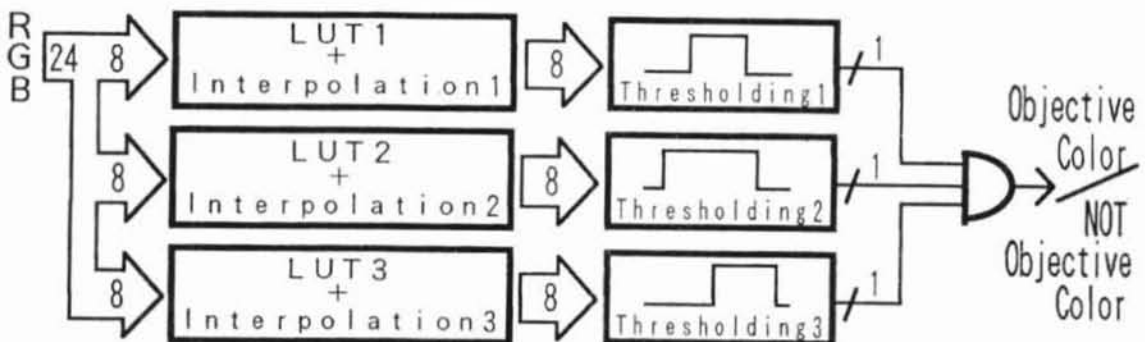 R
G
B
24
8
LUT1
+
Interpolation1
8
Thresholding1
1
8
LUT2
+
Interpolation2
8
Thresholding2
1
8
LUT3
+
Interpolation3
8
Thresholding3
1
Objective
Color
NOT
Objective
Color